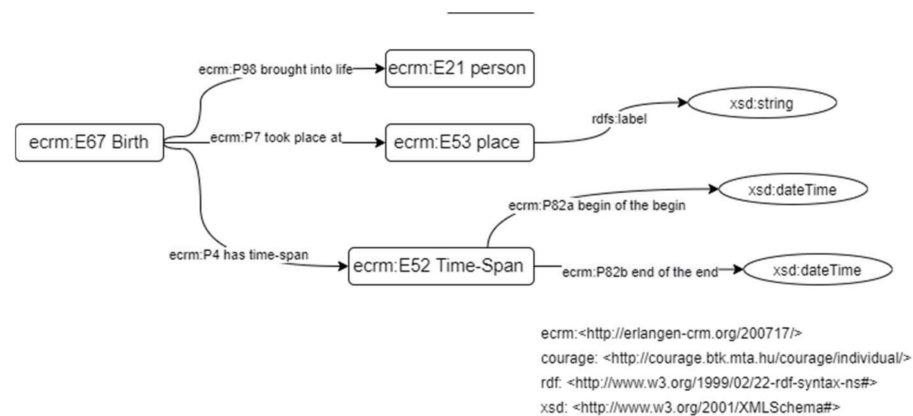 ecrm:P98 brought into life
ecrm:E21 person
xsd:string
rdfs:label
ecrm:E67 Birth
ecrm:P7 took place at
ecrm:E53 place
xsd:dateTime
ecrm:P82a begin of the begin
ecrm:P4 has time-span
ecrm:E52 Time-Span
ecrm:P82b end of the end
xsd:dateTime
ecrm:<http://erlangen-crm.org/200717/>
courage: <http://courage.btk.mta.hu/courage/individual/>
rdf: <http://www.w3.org/1999/02/22-rdf-syntax-ns#>
xsd: <http://www.w3.org/2001/XMLSchema#>